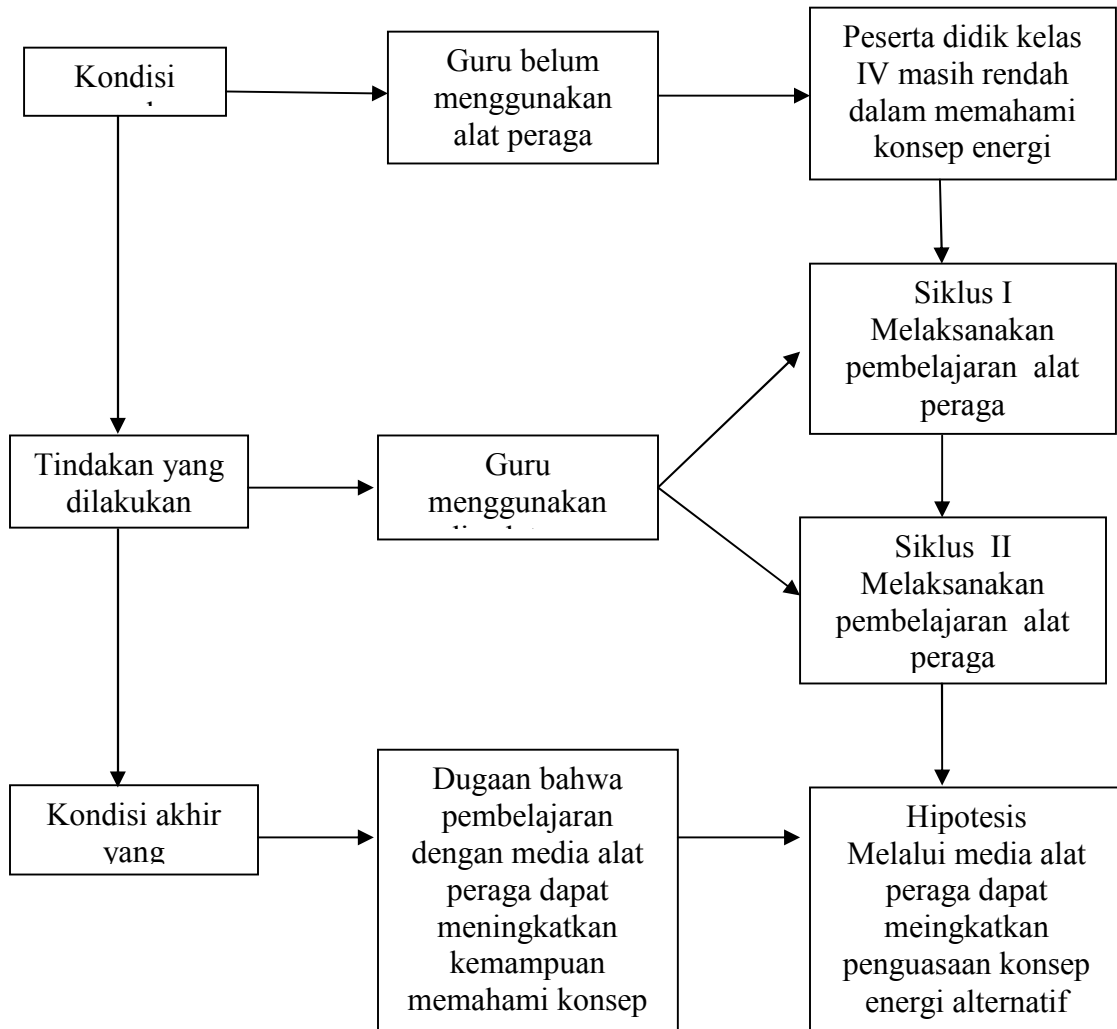 Kondisi
Guru belum
menggunakan
alat peraga
Peserta didik kelas
IV masih rendah
dalam memahami
konsep energi
Siklus I
Melaksanakan
pembelajaran alat
peraga
Tindakan yang
dilakukan
Guru
menggunakan
Siklus II
Melaksanakan
pembelajaran alat
peraga
Kondisi akhir
yang
Dugaan bahwa
pembelajaran
dengan media alat
peraga dapat
meningkatkan
kemampuan
memahami konsep
Hipotesis
Melalui media alat
peraga dapat
meingkatkan
penguasaan konsep
energi alternatif